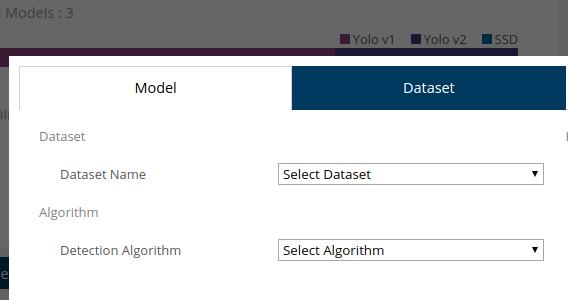 Models : 3
Yolo v1 Yolo v2 SSD
Model Dataset
Dataset
Dataset Name Select Dataset
Algorithm
Detection Algorithm Select Algorithm